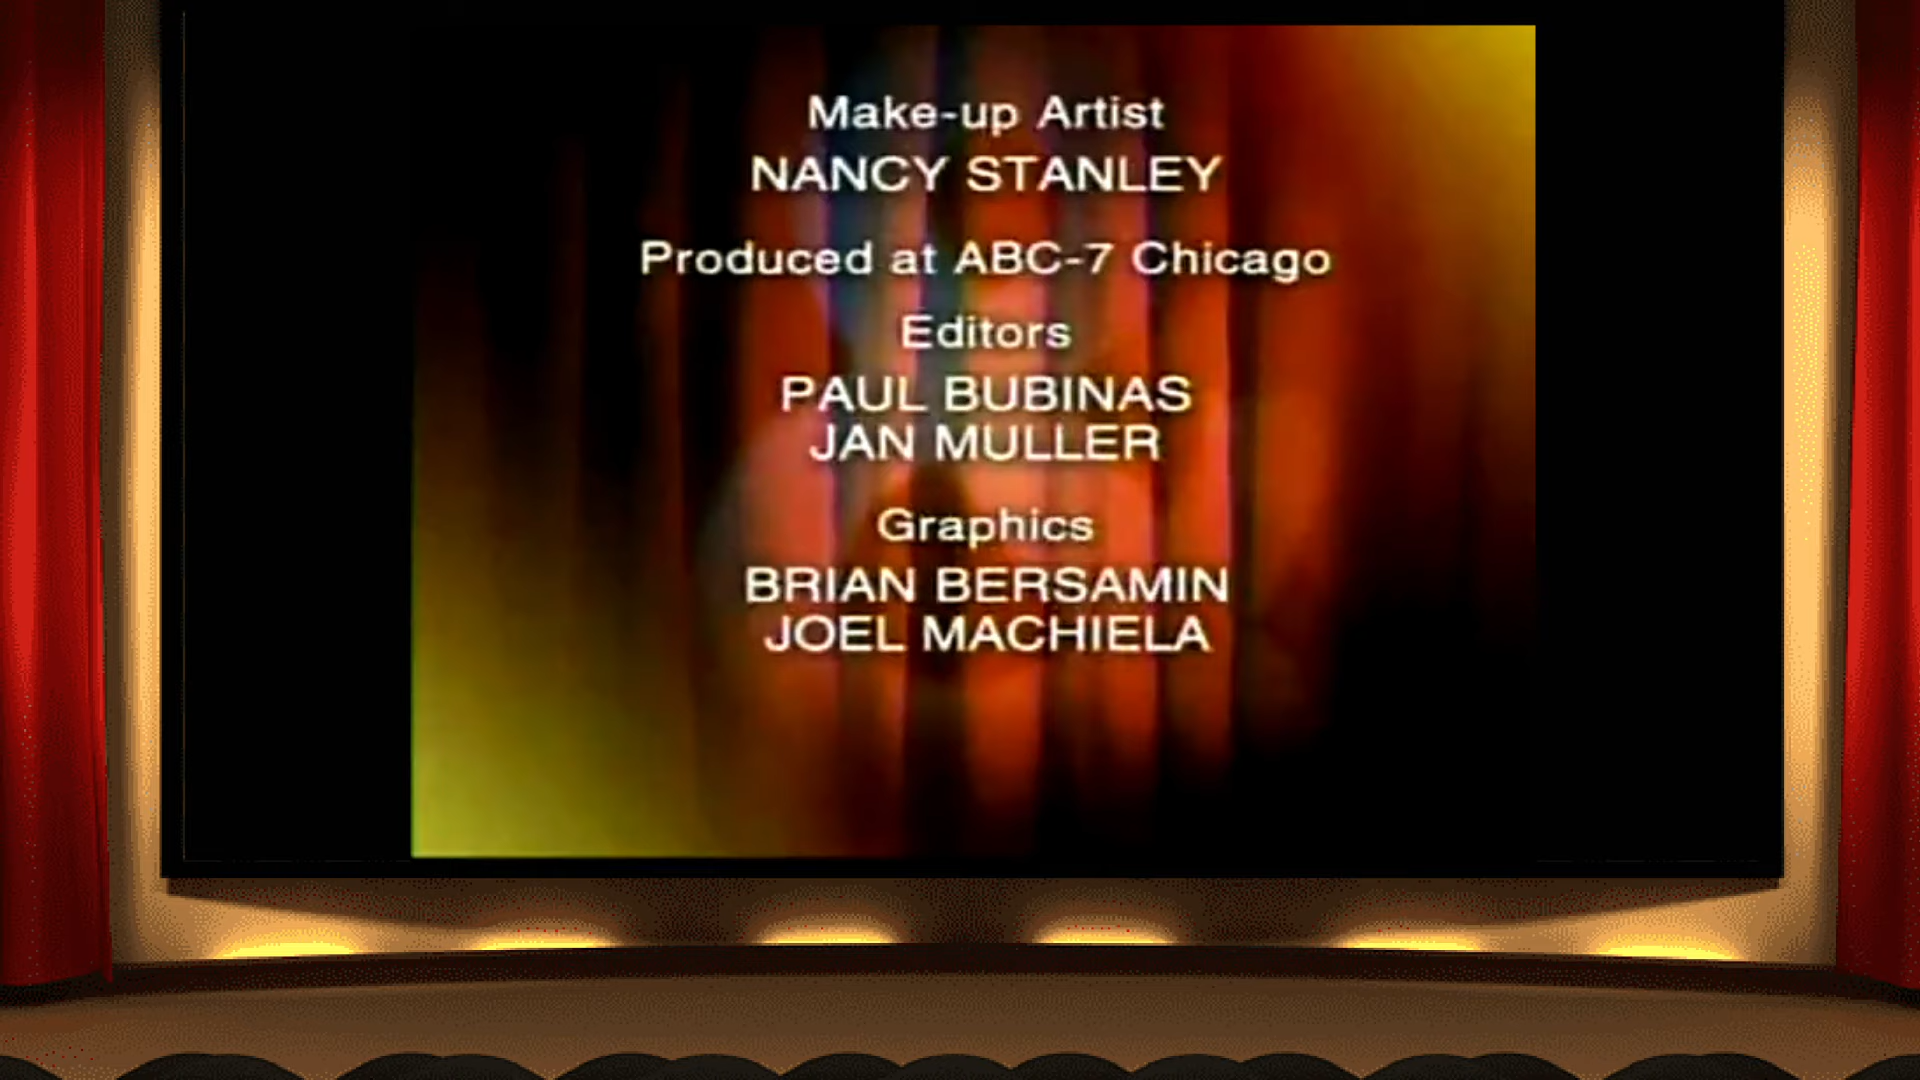 Make-up Artist
NANCY STANLEY
Produced at ABC-7 Chicago
Editors
PAUL BUBINAS
JAN MULLER
Graphics
BRIAN BERSAMIN
JOEL MACHIELA